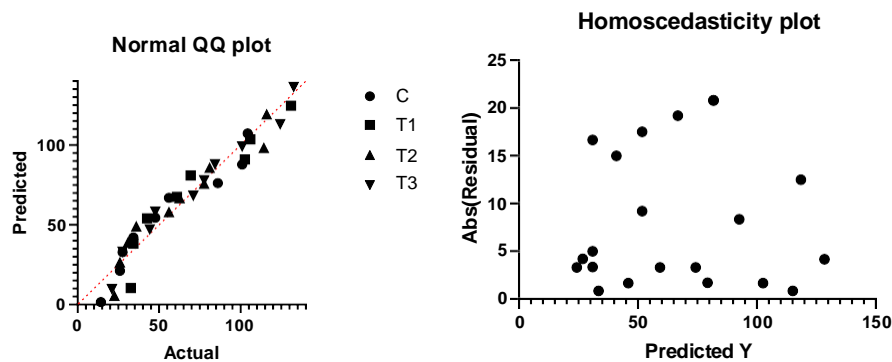 Normal QQ plot
Predicted
100
50
0
0
50
100
Actual
C
T1
T2
T3
Homoscedasticity plot
Abs(Residual)
25
20
15
10
5
0
0
50
100
150
Predicted Y